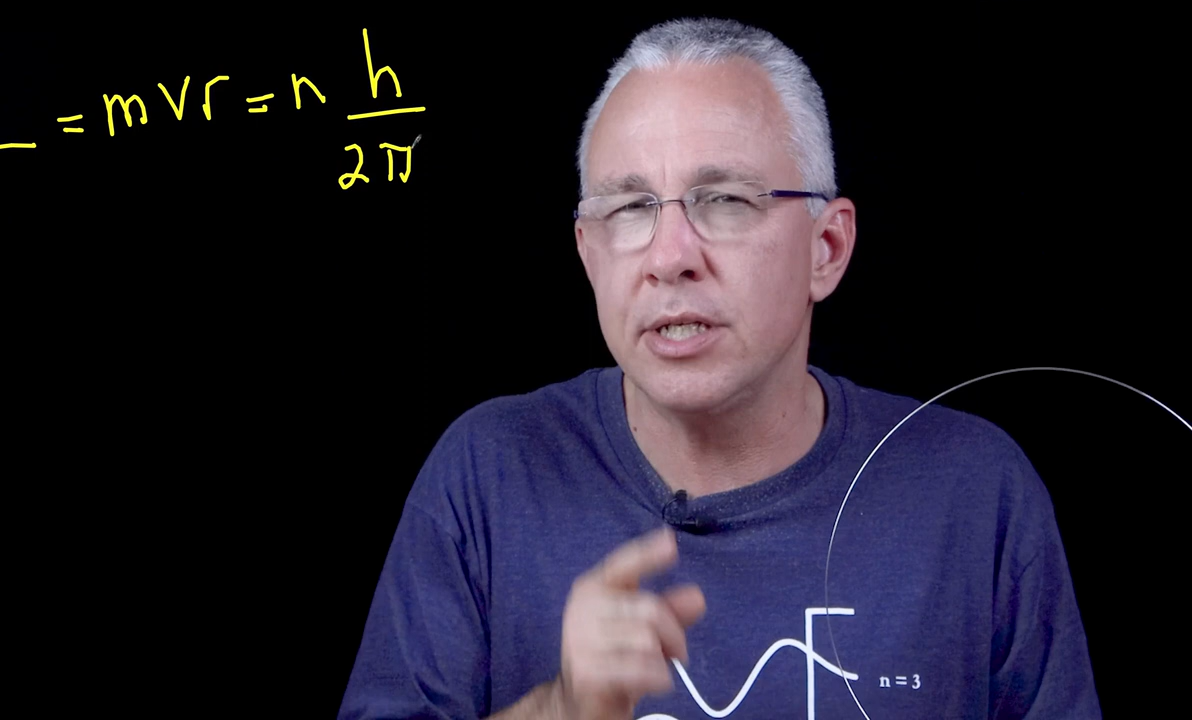 = mvr = n h
2π
n = 3